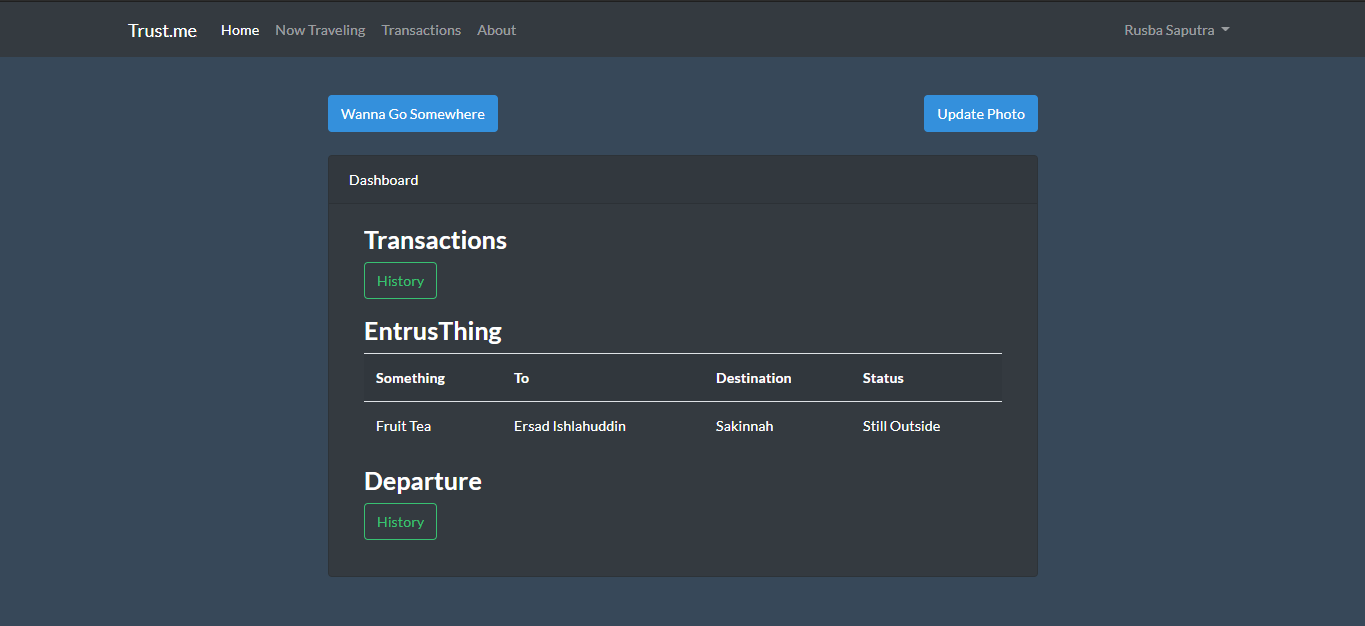 Trust.me Home Now Traveling Transactions About Rusba Saputra
Wanna Go Somewhere Update Photo
Dashboard
Transactions
History
EntrusThing
Something To Destination Status
Fruit Tea Ersad Ishlahuddin Sakinnah Still Outside
Departure
History